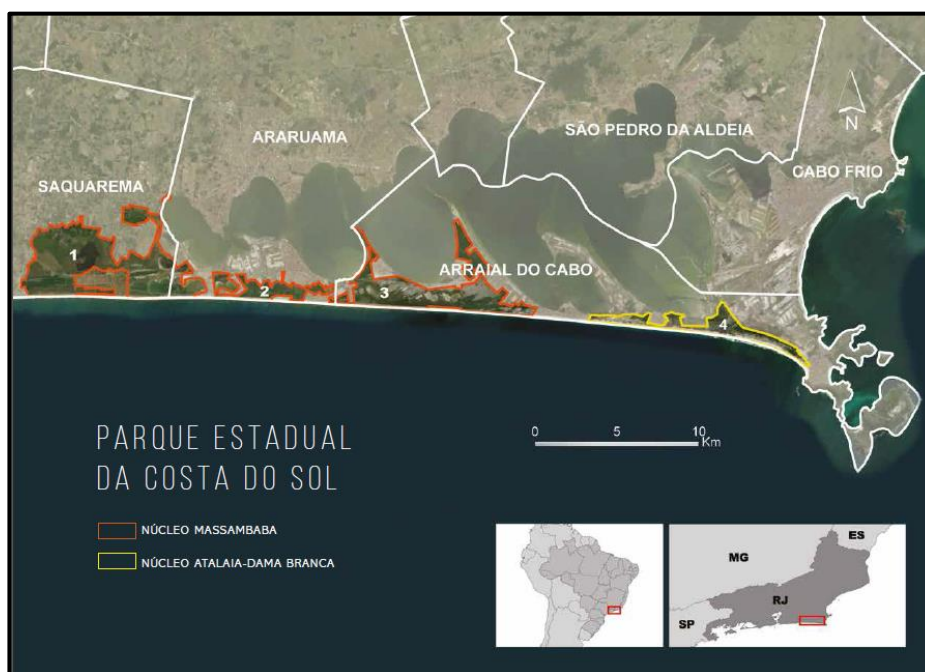 SÃO PEDRO DA ALDEIA
ARARUAMA
N
CABO FRIO
SAQUAREMA
1
ARRAIAL DO CABO
2
3
4
PARQUE ESTADUAL
DA COSTA DO SOL
0 5 10
Km
NÚCLEO MASSAMBABA
NÚCLEO ATALAIA-DAMA BRANCA
ES
MG
RJ
SP